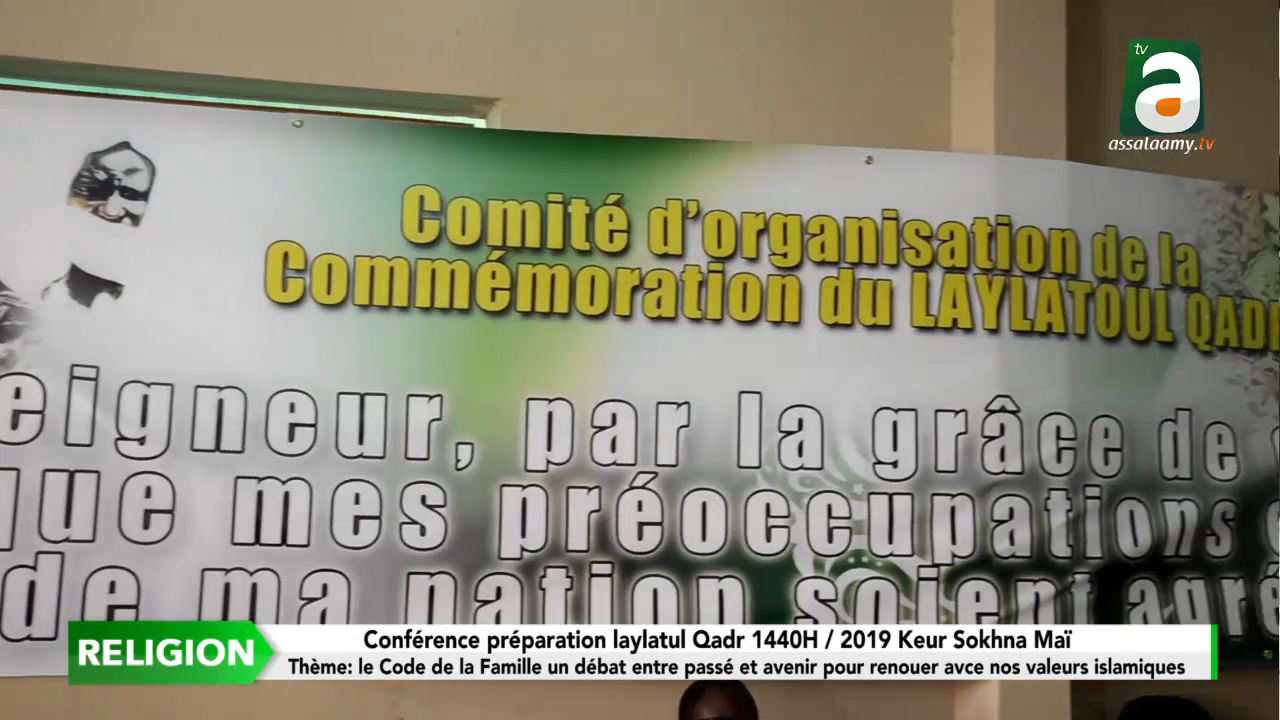 tv
a
assalaamy.tv
Comité d'organisation de la
Commémoration du LAYLATOUL QADR
eigneur, par la grâce de
que mes préoccupations
de ma nation soient agré
RELIGION
Conférence préparation laylatul Qadr 1440H / 2019 Keur Sokhna Maï
Thème: le Code de la Famille un débat entre passé et avenir pour renouer avce nos valeurs islamiques